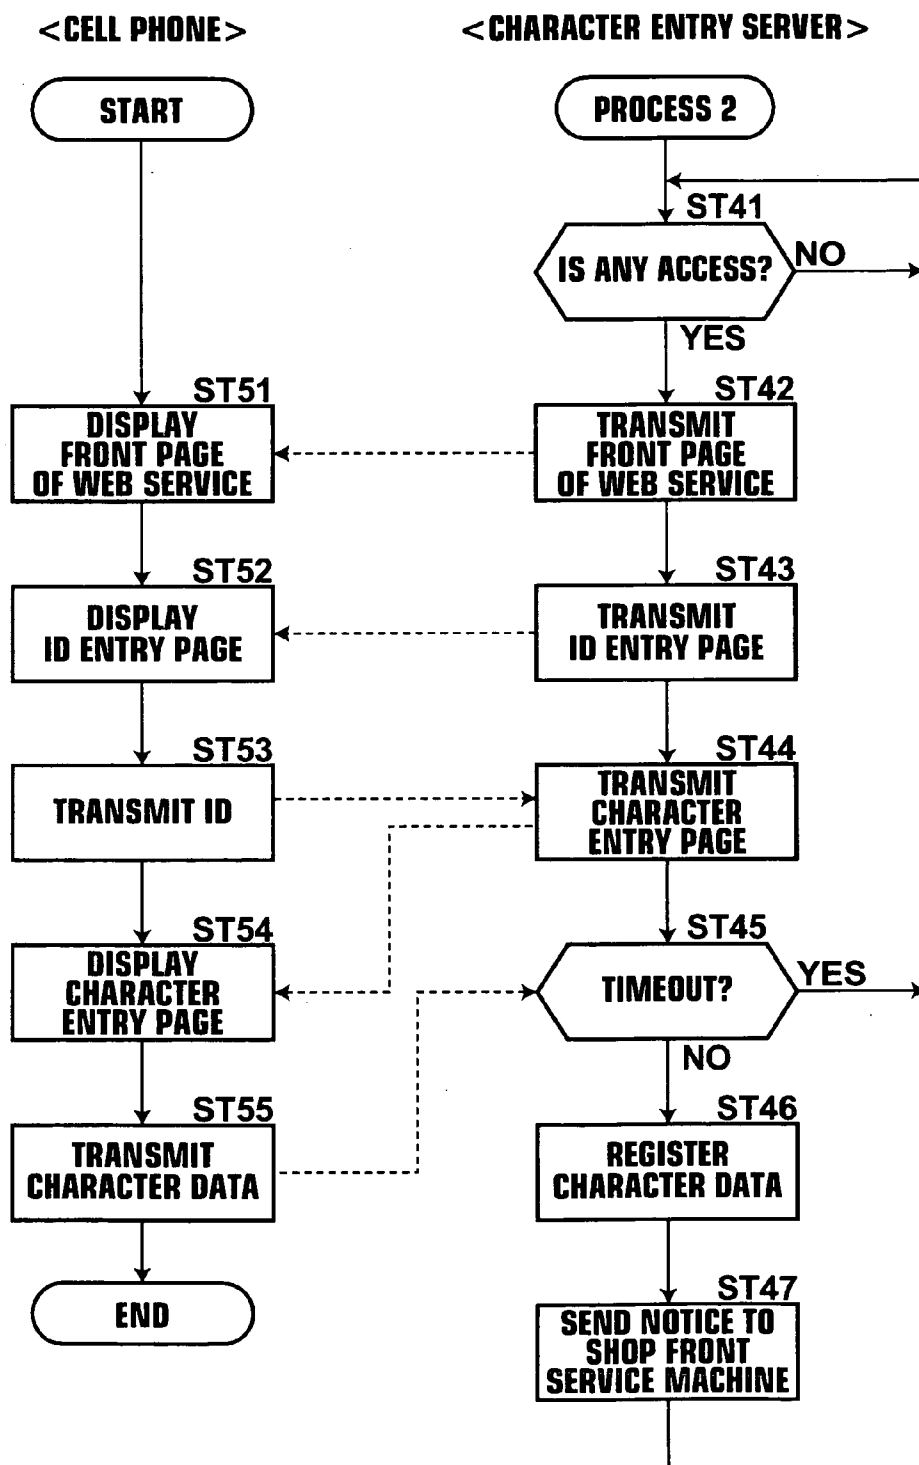 <CELL PHONE>
<CHARACTER ENTRY SERVER>
START
PROCESS 2
ST41
IS ANY ACCESS?
NO
YES
ST51
DISPLAY
FRONT PAGE
OF WEB SERVICE
ST42
TRANSMIT
FRONT PAGE
OF WEB SERVICE
ST52
DISPLAY
ID ENTRY PAGE
ST43
TRANSMIT
ID ENTRY PAGE
ST53
TRANSMIT ID
ST44
TRANSMIT
CHARACTER
ENTRY PAGE
ST54
DISPLAY
CHARACTER
ENTRY PAGE
ST45
TIMEOUT?
YES
NO
ST55
TRANSMIT
CHARACTER DATA
ST46
REGISTER
CHARACTER DATA
END
ST47
SEND NOTICE TO
SHOP FRONT
SERVICE MACHINE